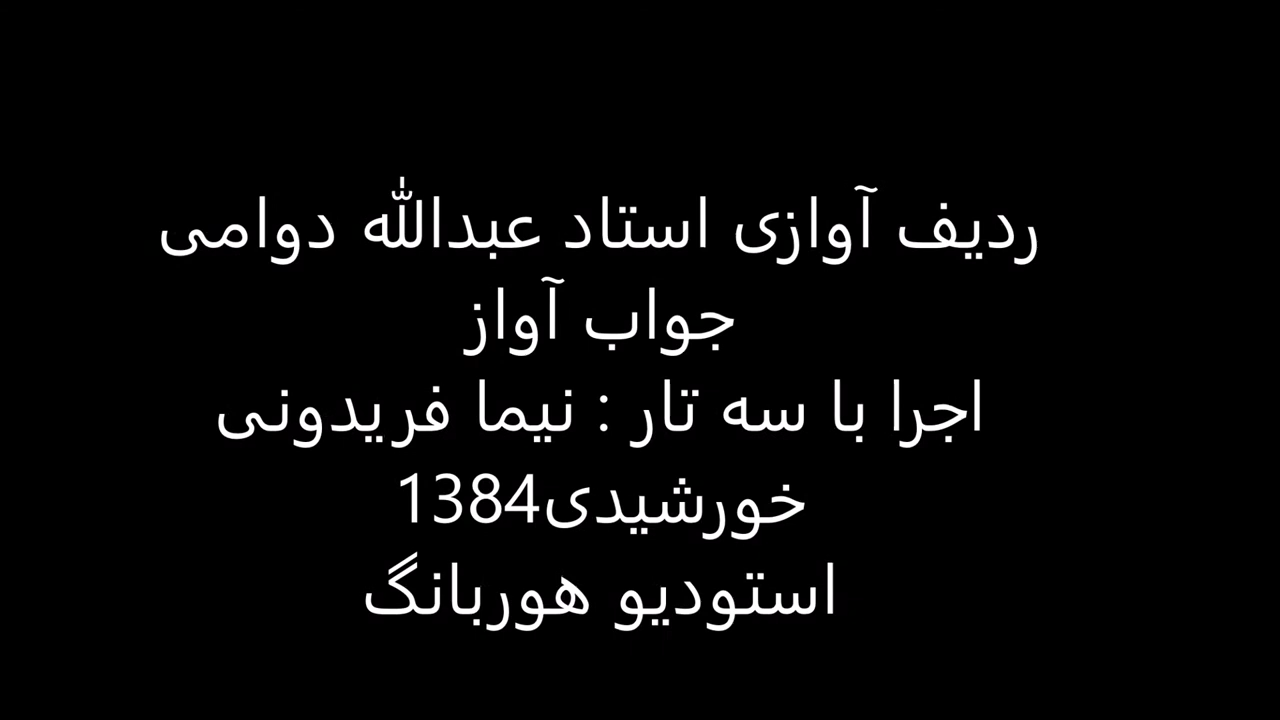 ردیف آوازی استاد عبدالله دوامی
جواب آواز
اجرا با سه تار : نیما فریدونی
خورشیدی1384
استودیو هوربانگ